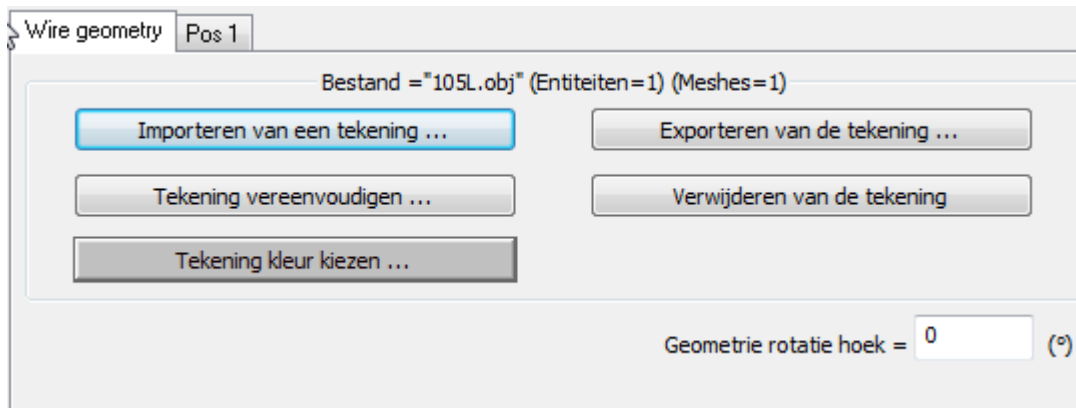 Wire geometry Pos 1
Bestand ="105L.obj" (Entiteiten=1) (Meshes=1)
Importeren van een tekening ... Exporteren van de tekening ...
Tekening vereenvoudigen ... Verwijderen van de tekening
Tekening kleur kiezen ...
Geometrie rotatie hoek = 0 (°)